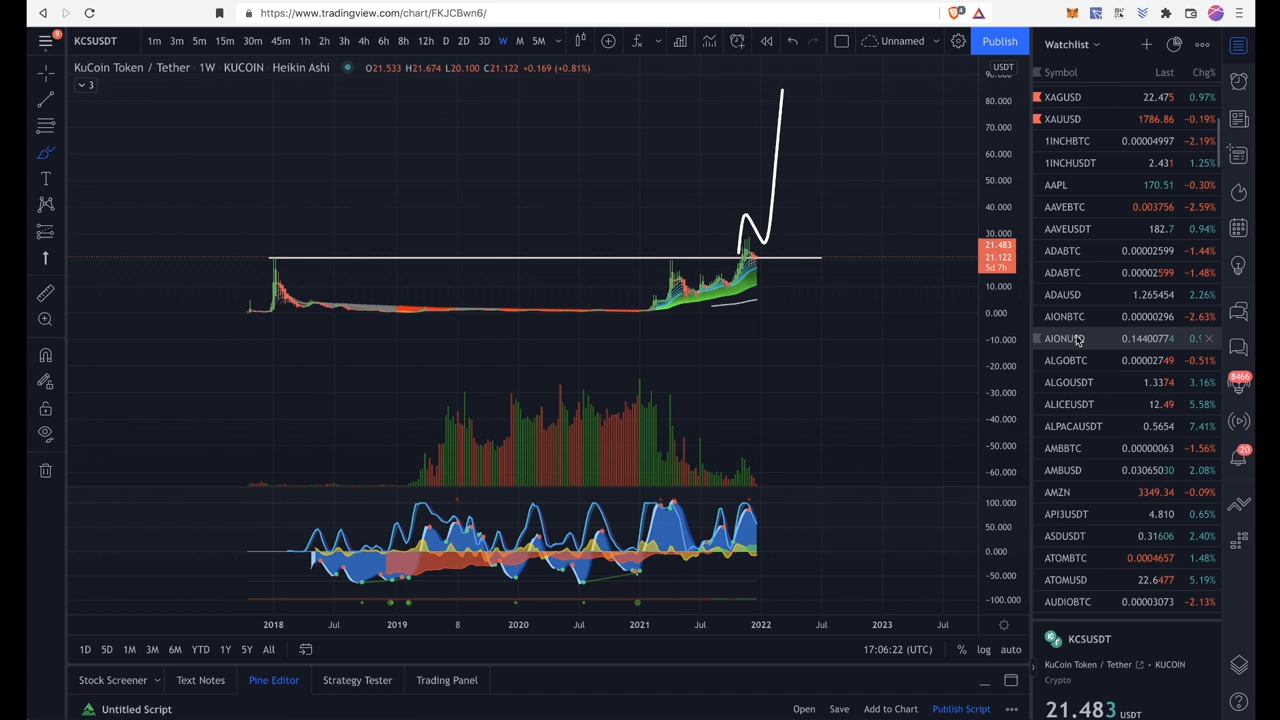 https://www.tradingview.com/chart/FKJCBwn6/
9
KCSUSDT 1m 3m 5m 15m 30m 1h 2h 3h 4h 6h 8h 12h D 2D 3D W M 5M Unnamed Publish
KuCoin Token / Tether · 1W · KUCOIN · Heikin Ashi O21.533 H21.674 L20.100 C21.122 +0.169 (+0.81%)
3
USDT
90.000
80.000
70.000
60.000
50.000
40.000
30.000
21.483
21.122
5d 7h
10.000
0.000
−10.000
−20.000
−30.000
−40.000
−50.000
−60.000
100.000
50.000
0.000
−50.000
−100.000
2018 Jul 2019 8 2020 Jul 2021 Jul 2022 Jul 2023 Jul
1D 5D 1M 3M 6M YTD 1Y 5Y All 17:06:22 (UTC) % log auto
Stock Screener Text Notes Pine Editor Strategy Tester Trading Panel
Untitled Script Open Save Add to Chart Publish Script
Watchlist
Symbol Last Chg%
XAGUSD 22.475 0.97%
XAUUSD 1786.86 −0.19%
1INCHBTC 0.00004997 −2.19%
1INCHUSDT 2.431 1.25%
AAPL 170.51 −0.30%
AAVEBTC 0.003756 −2.59%
AAVEUSDT 182.7 0.94%
ADABTC 0.00002599 −1.44%
ADABTC 0.00002599 −1.48%
ADAUSD 1.265454 2.26%
AIONBTC 0.00000296 −2.63%
AIONUSD 0.14400774
ALGOBTC 0.00002749 −0.51%
ALGOUSDT 1.3374 3.16%
ALICEUSDT 12.49 5.58%
ALPACAUSDT 0.5654 7.41%
AMBBTC 0.00000063 −1.56%
AMBUSD 0.03065030 2.08%
AMZN 3349.34 −0.09%
API3USDT 4.810 0.65%
ASDUSDT 0.31606 2.40%
ATOMBTC 0.0004657 1.48%
ATOMUSD 22.6477 5.19%
AUDIOBTC 0.00003073 −2.13%
KCSUSDT
KuCoin Token / Tether · KUCOIN
Crypto
21.483 USDT
8466
20